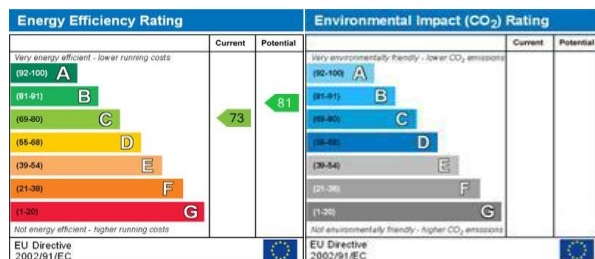 Energy Efficiency Rating
Current Potential
Very energy efficient - lower running costs
(92-100) A
(81-91) B
(69-80) C
(55-68) D
(39-54) E
(21-38) F
(1-20) G
73
81
Not energy efficient - higher running costs
EU Directive
2002/91/EC
Environmental Impact (CO₂) Rating
Current Potential
Very environmentally friendly - lower CO₂ emissions
(92-100) A
(81-91) B
(69-80) C
(55-68) D
(39-54) E
(21-38) F
(1-20) G
Not environmentally friendly - higher CO₂ emissions
EU Directive
2002/91/EC